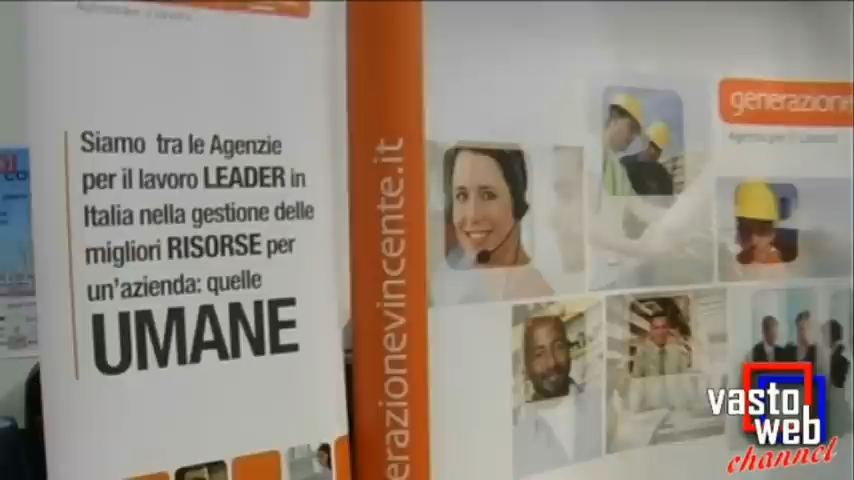 Siamo tra le Agenzie
per il lavoro LEADER in
Italia nella gestione delle
migliori RISORSE per
un'azienda: quelle
UMANE
erazionevincente.it
generazione
vasto
web
channel